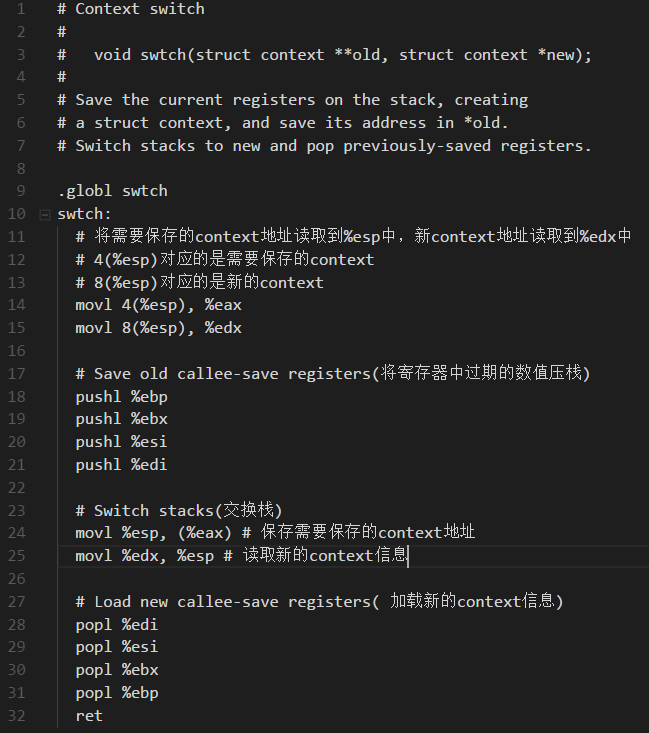 1 # Context switch
2 #
3 #   void swtch(struct context **old, struct context *new);
4 #
5 # Save the current registers on the stack, creating
6 # a struct context, and save its address in *old.
7 # Switch stacks to new and pop previously-saved registers.
8
9 .globl swtch
10 swtch:
11   # 将需要保存的context地址读取到%esp中，新context地址读取到%edx中
12   # 4(%esp)对应的是需要保存的context
13   # 8(%esp)对应的是新的context
14   movl 4(%esp), %eax
15   movl 8(%esp), %edx
16
17   # Save old callee-save registers(将寄存器中过期的数值压栈)
18   pushl %ebp
19   pushl %ebx
20   pushl %esi
21   pushl %edi
22
23   # Switch stacks(交换栈)
24   movl %esp, (%eax) # 保存需要保存的context地址
25   movl %edx, %esp # 读取新的context信息
26
27   # Load new callee-save registers( 加载新的context信息)
28   popl %edi
29   popl %esi
30   popl %ebx
31   popl %ebp
32   ret